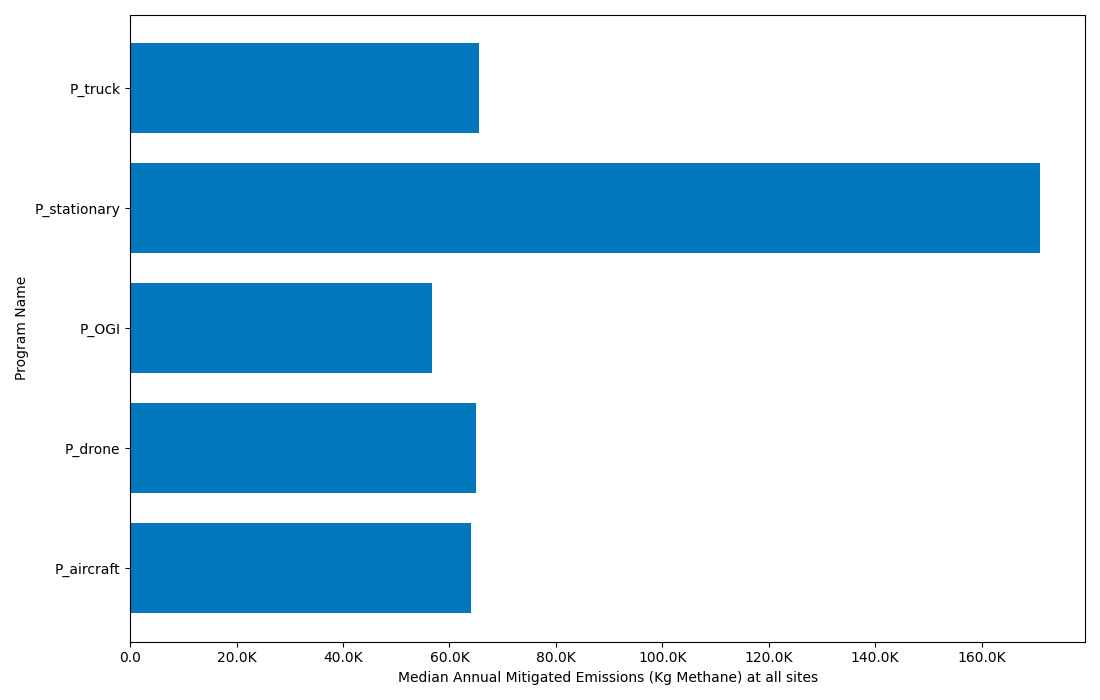 Program Name
P_truck
P_stationary
P_OGI
P_drone
P_aircraft
0.0 20.0K 40.0K 60.0K 80.0K 100.0K 120.0K 140.0K 160.0K
Median Annual Mitigated Emissions (Kg Methane) at all sites